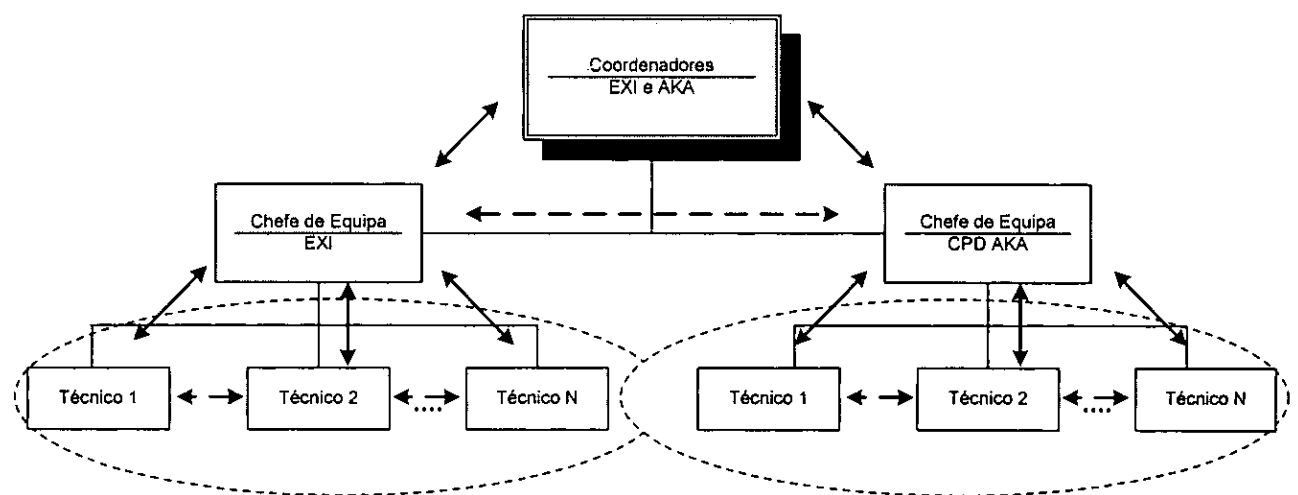 Coordenadores
EXI e AKA
Chefe de Equipa
EXI
Chefe de Equipa
CPD AKA
Técnico 1
Técnico 2
.....
Técnico N
Técnico 1
Técnico 2
.....
Técnico N